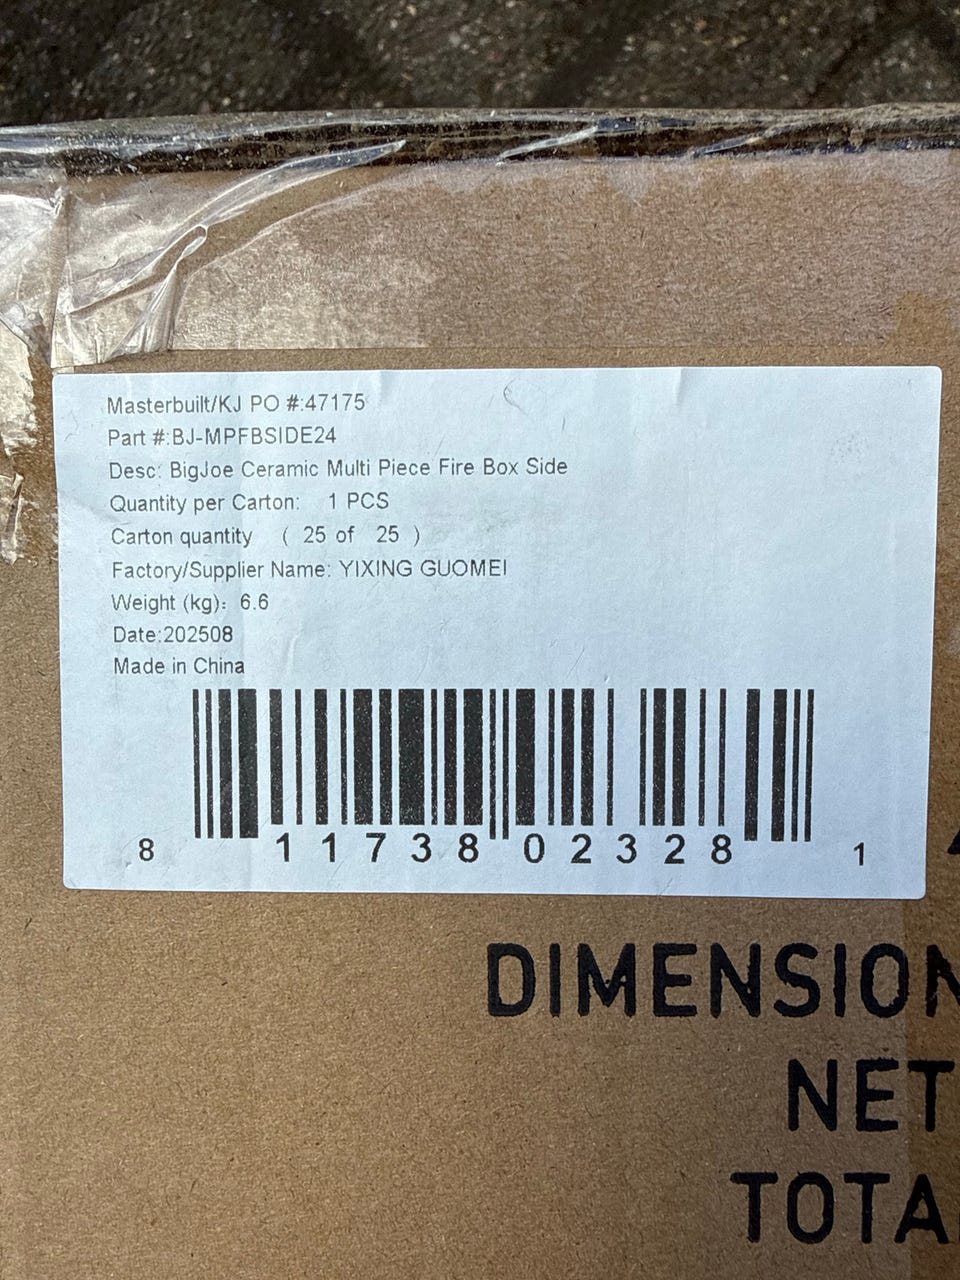 Masterbuilt/KJ PO #:47175
Part #:BJ-MPFBSIDE24
Desc: BigJoe Ceramic Multi Piece Fire Box Side
Quantity per Carton: 1 PCS
Carton quantity ( 25 of 25 )
Factory/Supplier Name: YIXING GUOMEI
Weight (kg): 6.6
Date:202508
Made in China
8 11738 02328 1
DIMENSION
NET
TOTA